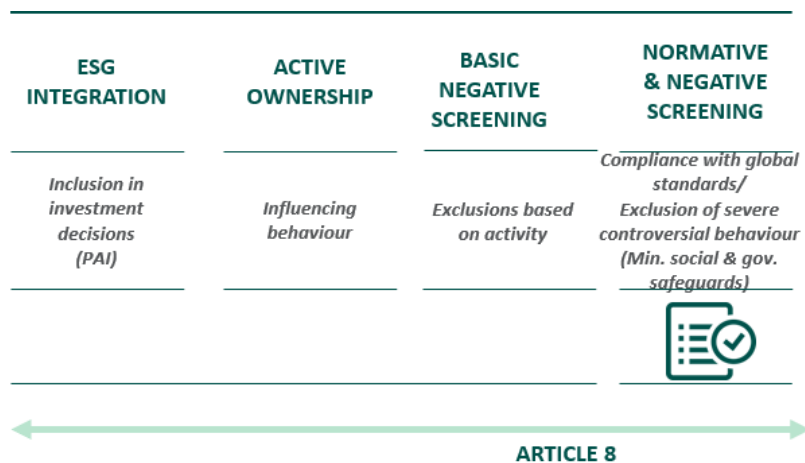 ESG
INTEGRATION
ACTIVE
OWNERSHIP
BASIC
NEGATIVE
SCREENING
NORMATIVE
& NEGATIVE
SCREENING
Inclusion in
investment
decisions
(PAI)
Influencing
behaviour
Exclusions based
on activity
Compliance with global
standards/
Exclusion of severe
controversial behaviour
(Min. social & gov.
safeguards)
ARTICLE 8